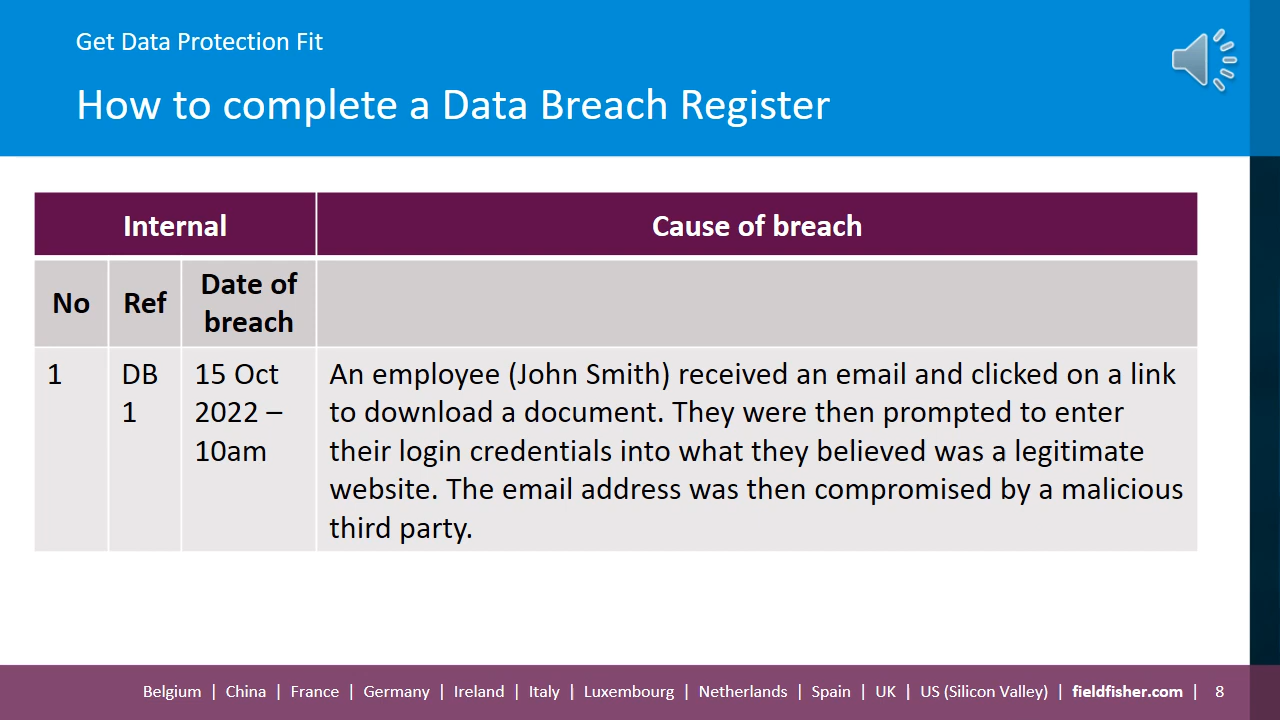 Get Data Protection Fit
How to complete a Data Breach Register
Internal
Cause of breach
No
Ref
Date of
breach
1
DB
1
15 Oct
2022 –
10am
An employee (John Smith) received an email and clicked on a link
to download a document. They were then prompted to enter
their login credentials into what they believed was a legitimate
website. The email address was then compromised by a malicious
third party.
Belgium | China | France | Germany | Ireland | Italy | Luxembourg | Netherlands | Spain | UK | US (Silicon Valley) | fieldfisher.com | 8